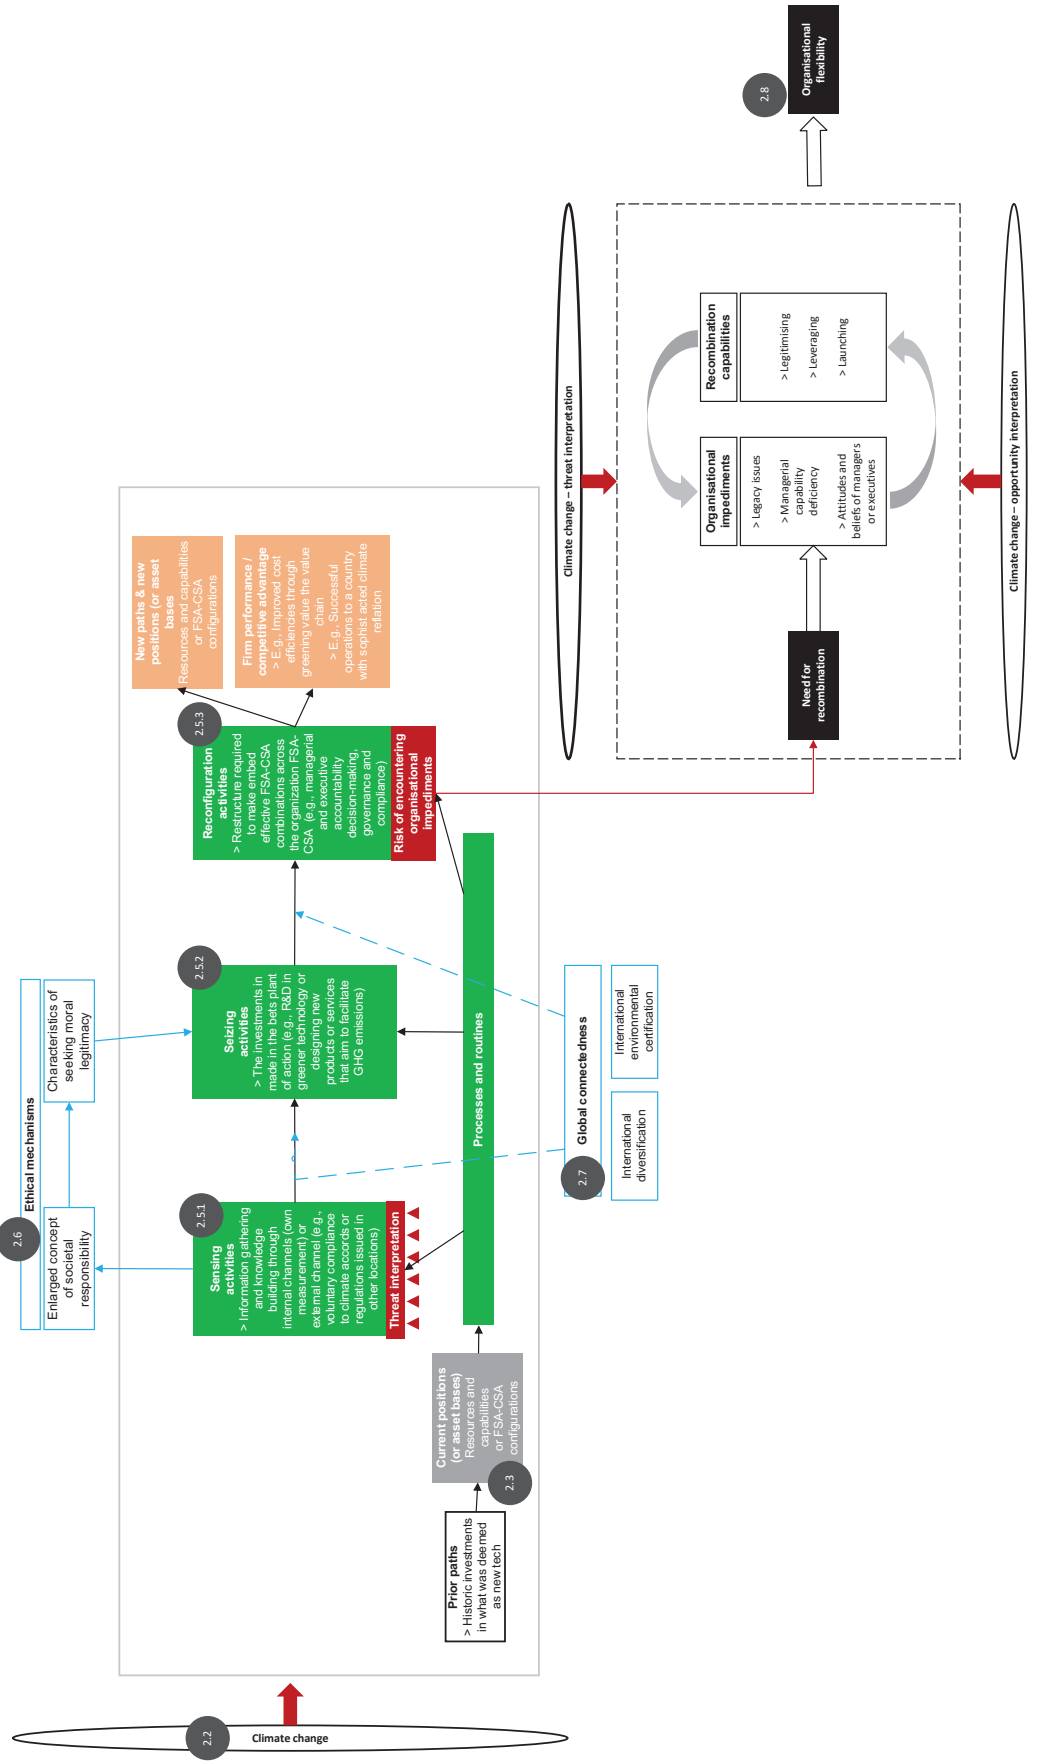 2.2
Climate change
2.6
Ethical mechanisms
Enlarged concept
of societal
responsibility
Characteristics of
seeking moral
legitimacy
2.5.1
Sensing
activities
> Information gathering
and knowledge
building through
internal channels (own
measurement) or
external channel (e.g.,
voluntary compliance
to climate accords or
regulations issued in
other locations)
Threat interpretation
2.5.2
Seizing
activities
> The investments in
made in the bets plant
of action (e.g., R&D in
greener technology or
designing new
products or services
that aim to facilitate
GHG emissions)
2.5.3
Reconfiguration
activities
> Restructure required
to make embed
effective FSA-CSA
combinations across
the organization FSA-
CSA (e.g., managerial
and executive
accountability
decision-making,
governance and
compliance)
Risk of encountering
organisational
impediments
New paths & new
positions (or asset
bases
Resources and capabilities
or FSA-CSA
configurations
Firm performance /
competitive advantage
> E.g., Improved cost
efficiencies through
greening value the value
chain
> E.g., Successful
operations to a country
with sophist acted climate
reflation
Prior paths
> Historic investments
in what was deemed
as new tech
Current positions
(or asset bases)
Resources and
capabilities
or FSA-CSA
configurations
2.3
Processes and routines
2.7
Global connectedness
International
diversification
International
environmental
certification
Climate change – threat interpretation
Need for
recombination
Organisational
impediments
> Legacy issues
> Managerial
capability
deficiency
> Attitudes and
beliefs of managers
or executives
Recombination
capabilities
> Legitimising
> Leveraging
> Launching
2.8
Organisational
flexibility
Climate change – opportunity interpretation